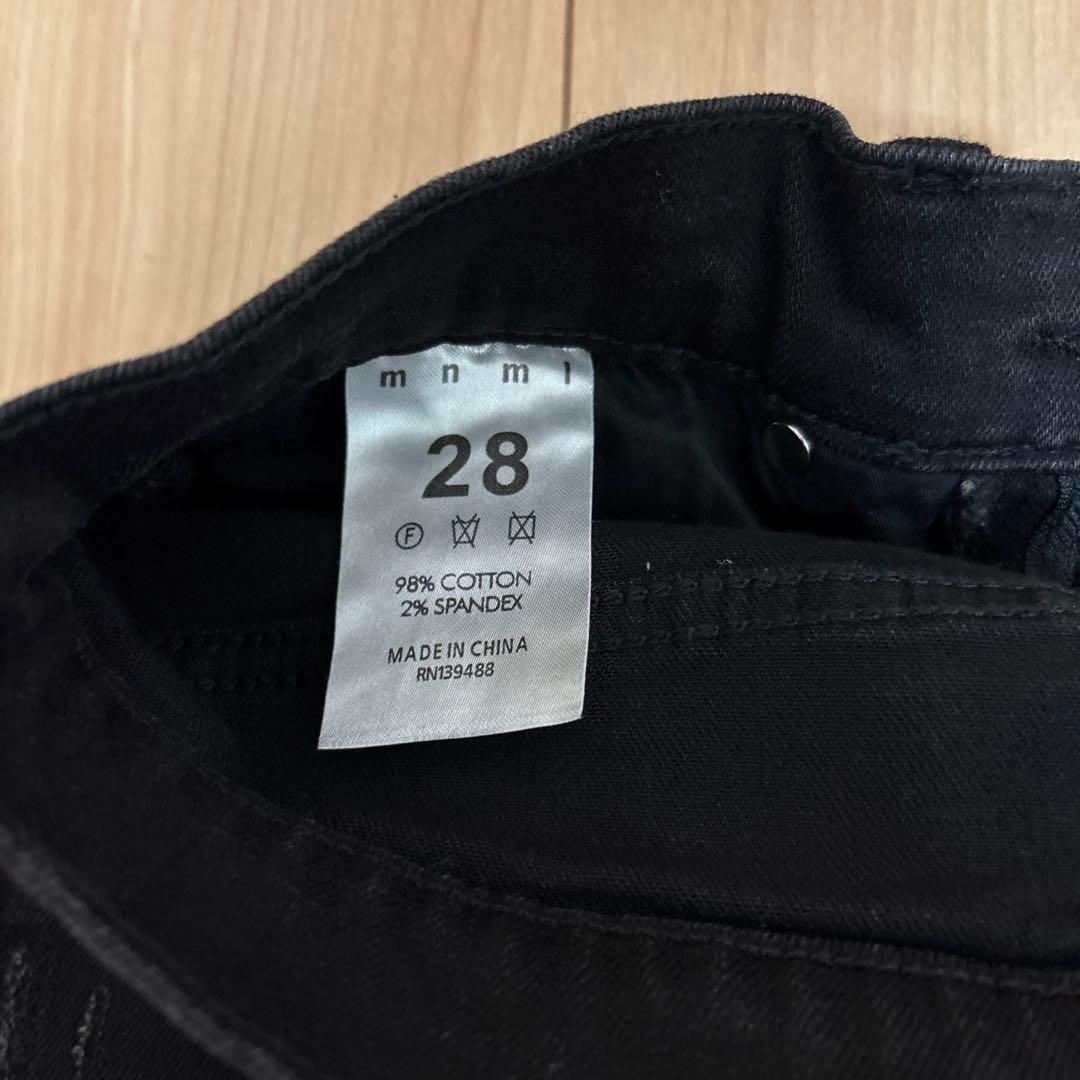 m n m l
28
F
98% COTTON
2% SPANDEX
MADE IN CHINA
RN139488